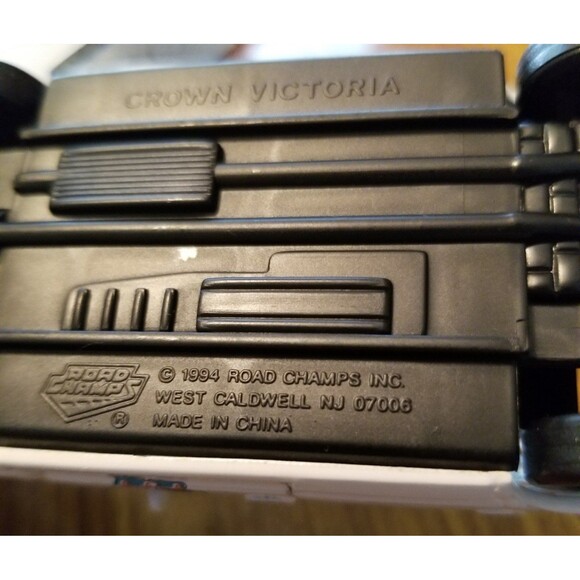 CROWN VICTORIA
ROAD
CHAMPS
®
© 1994 ROAD CHAMPS INC.
WEST CALDWELL NJ 07006
MADE IN CHINA